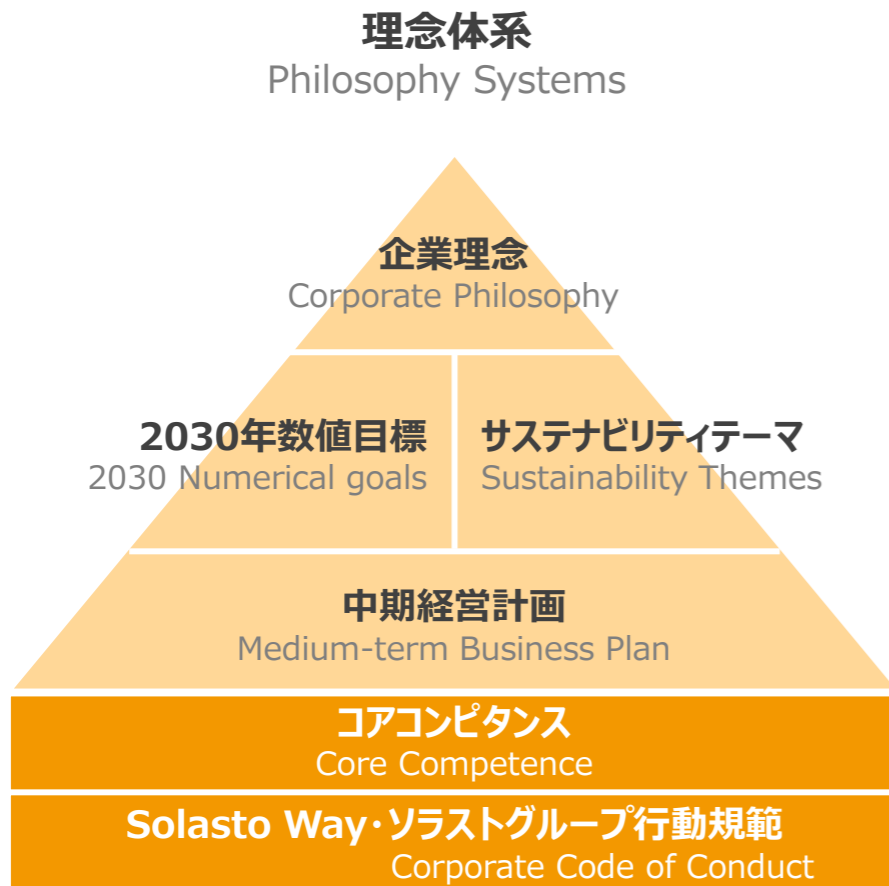 理念体系
Philosophy Systems
企業理念
Corporate Philosophy
2030年数値目標
2030 Numerical goals
サステナビリティテーマ
Sustainability Themes
中期経営計画
Medium-term Business Plan
コアコンピタンス
Core Competence
Solasto Way・ソラストグループ行動規範
Corporate Code of Conduct